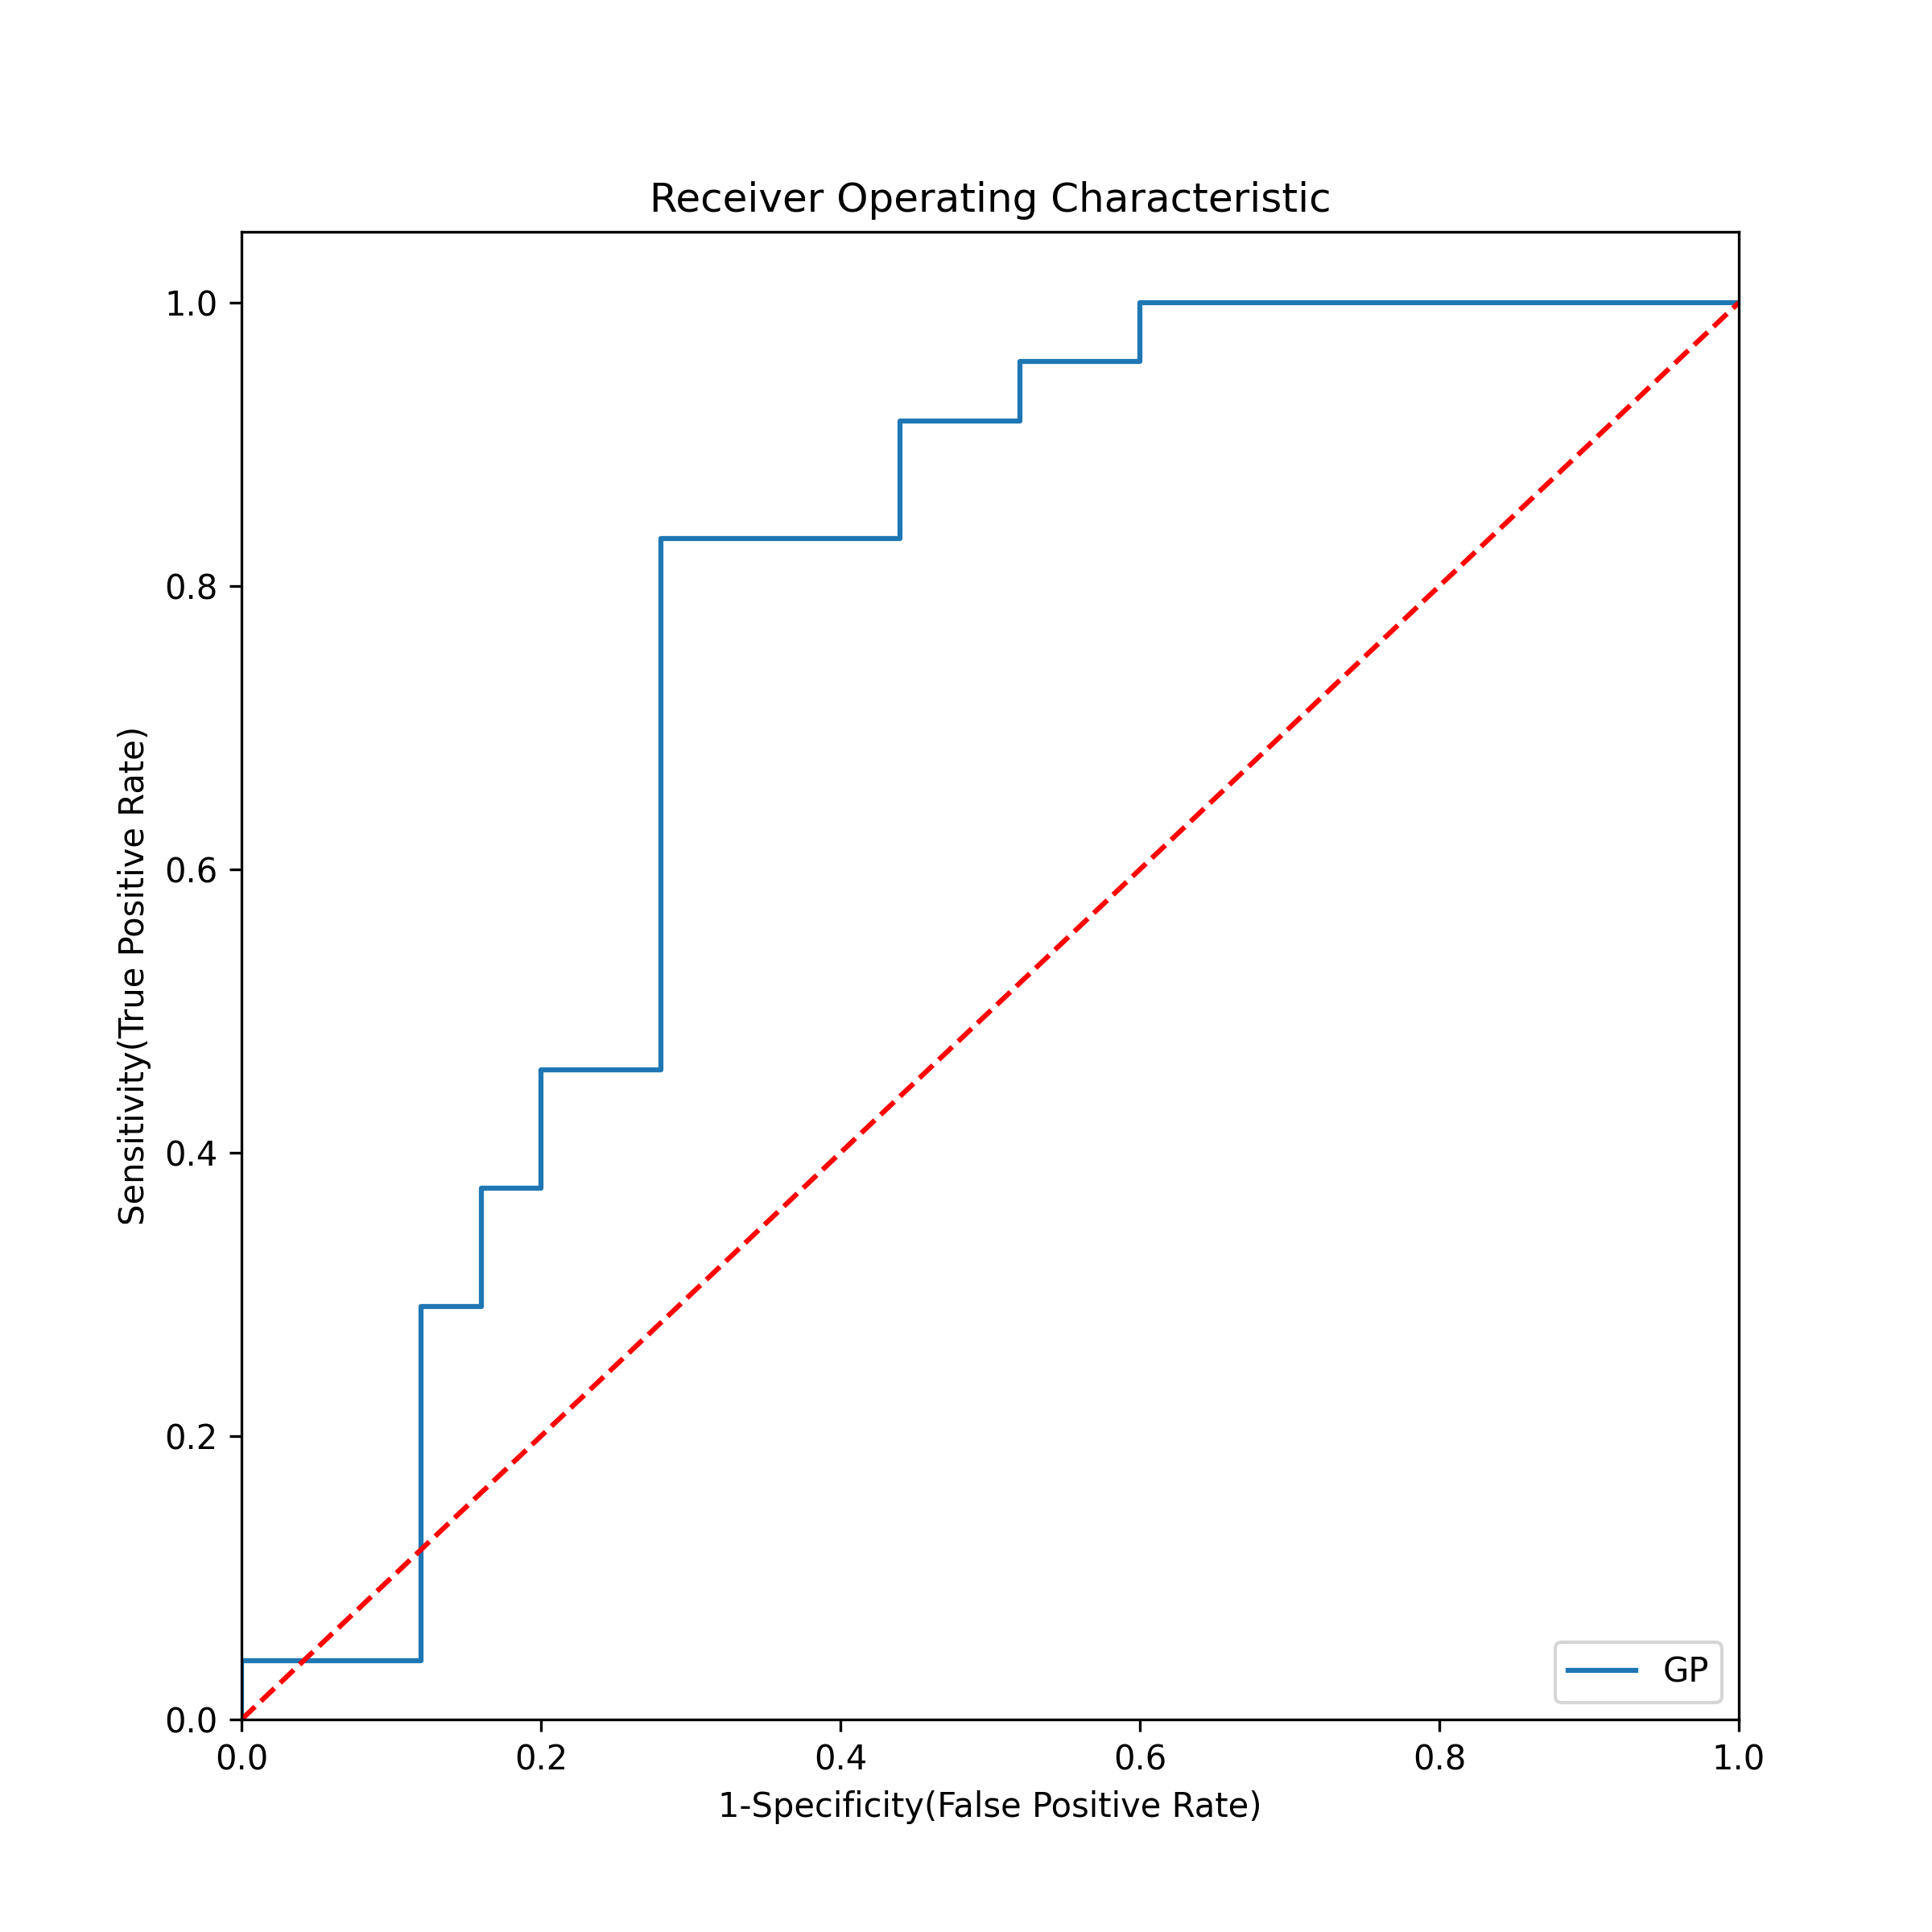 Receiver Operating Characteristic
1.0
0.8
0.6
0.4
0.2
0.0
Sensitivity(True Positive Rate)
GP
0.0 0.2 0.4 0.6 0.8 1.0
1-Specificity(False Positive Rate)